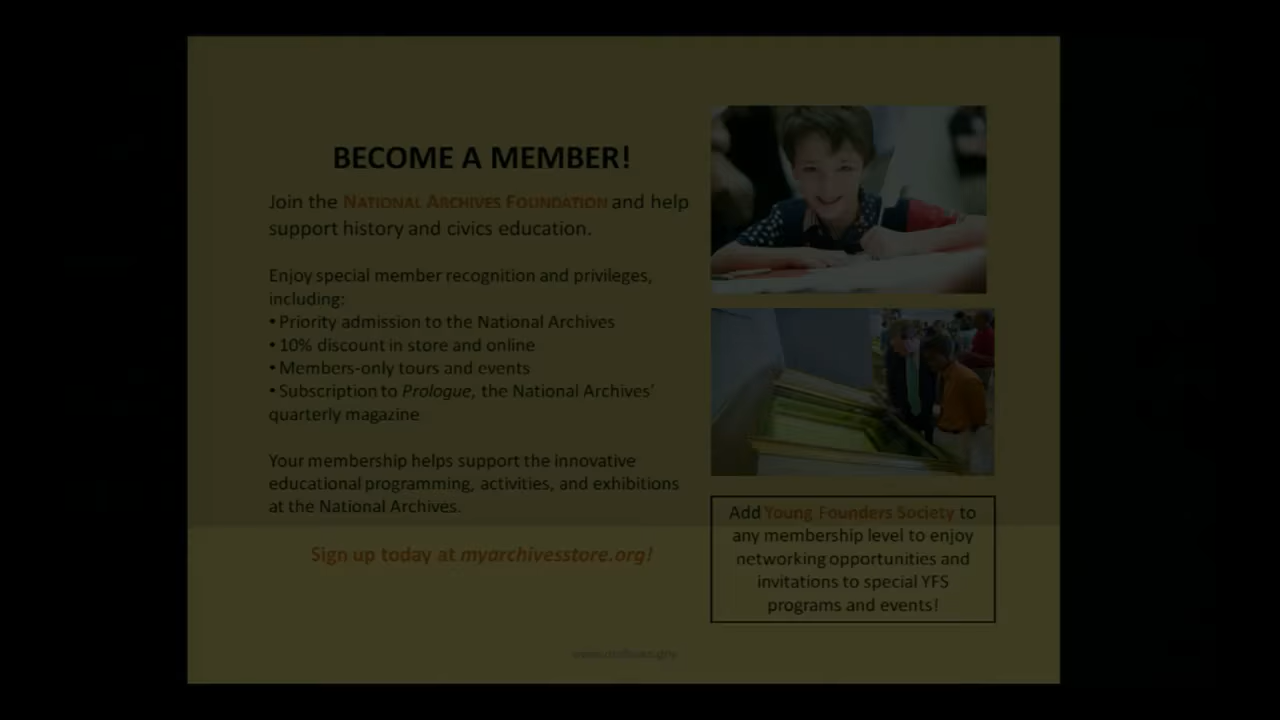 BECOME A MEMBER!
Join the NATIONAL ARCHIVES FOUNDATION and help
support history and civics education.
Enjoy special member recognition and privileges,
including:
• Priority admission to the National Archives
• 10% discount in store and online
• Members-only tours and events
• Subscription to Prologue, the National Archives’
quarterly magazine
Your membership helps support the innovative
educational programming, activities, and exhibitions
at the National Archives.
Sign up today at myarchivesstore.org!
Add Young Founders Society to
any membership level to enjoy
networking opportunities and
invitations to special YFS
programs and events!
www.archives.gov